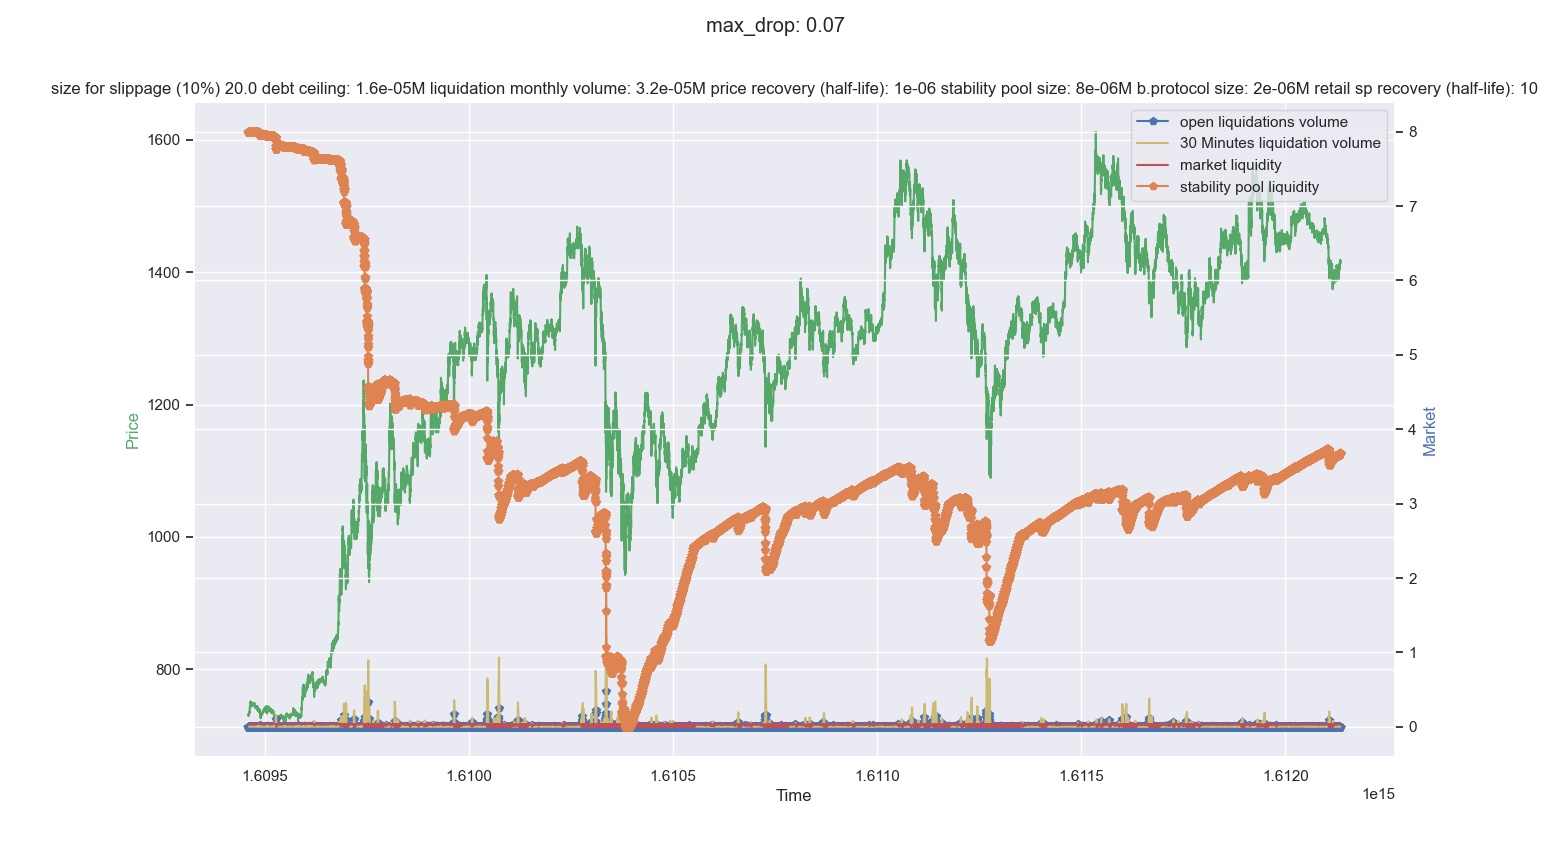 max_drop: 0.07
size for slippage (10%) 20.0 debt ceiling: 1.6e-05M liquidation monthly volume: 3.2e-05M price recovery (half-life): 1e-06 stability pool size: 8e-06M b.protocol size: 2e-06M retail sp recovery (half-life): 10
open liquidations volume
30 Minutes liquidation volume
market liquidity
stability pool liquidity
1600
1400
1200
1000
800
Price
8
7
6
5
4
3
2
1
0
Market
1.6095
1.6100
1.6105
1.6110
1.6115
1.6120
1e15
Time